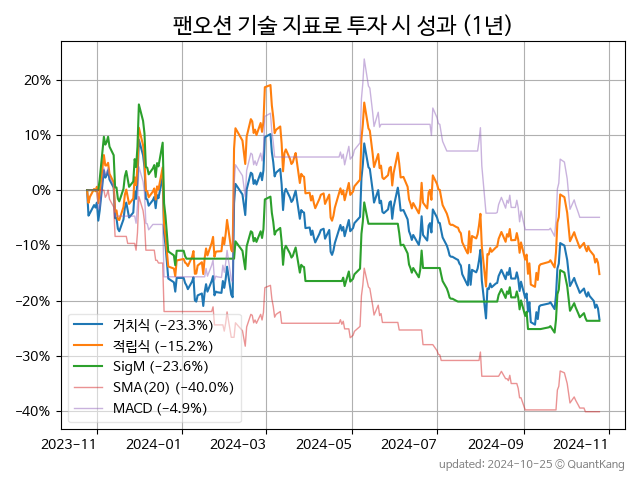 팬오션 기술 지표로 투자 시 성과 (1년)
20%
10%
0%
−10%
−20%
−30%
−40%
거치식 (−23.3%)
적립식 (−15.2%)
SigM (−23.6%)
SMA(20) (−40.0%)
MACD (−4.9%)
2023-11
2024-01
2024-03
2024-05
2024-07
2024-09
2024-11
updated: 2024-10-25 © QuantKang